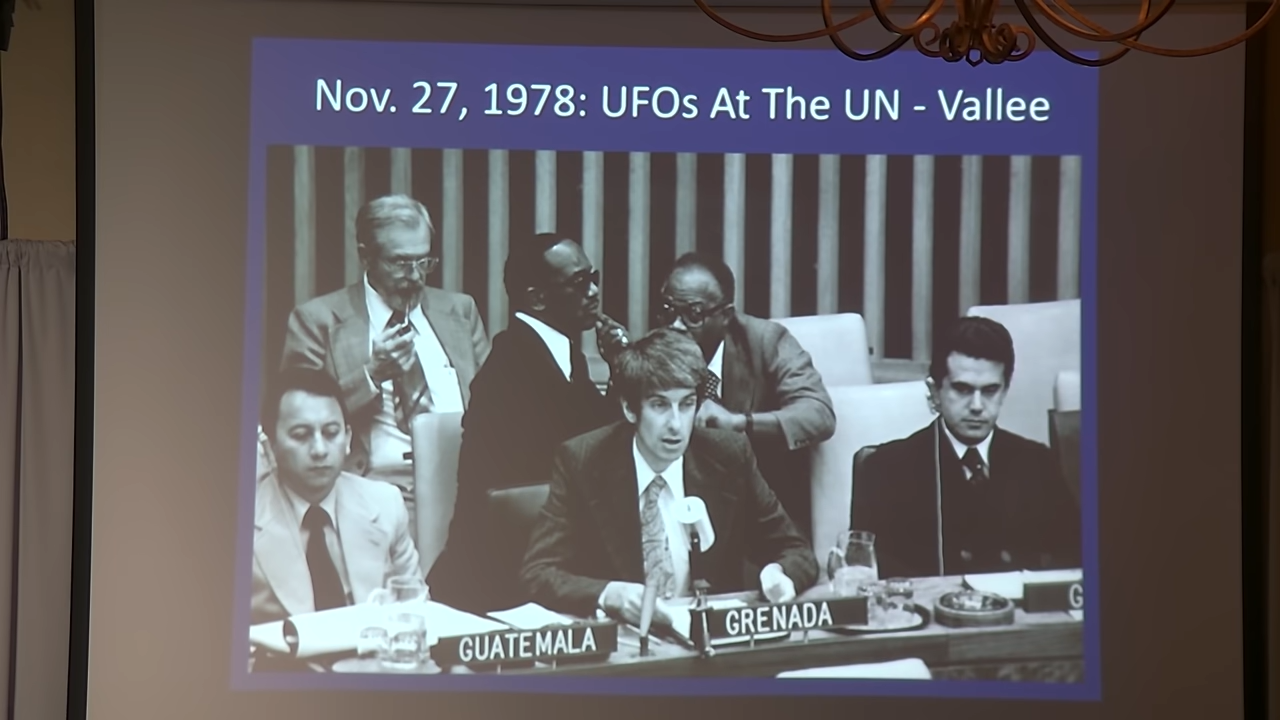 Nov. 27, 1978: UFOs At The UN - Vallee
GUATEMALA
GRENADA
G